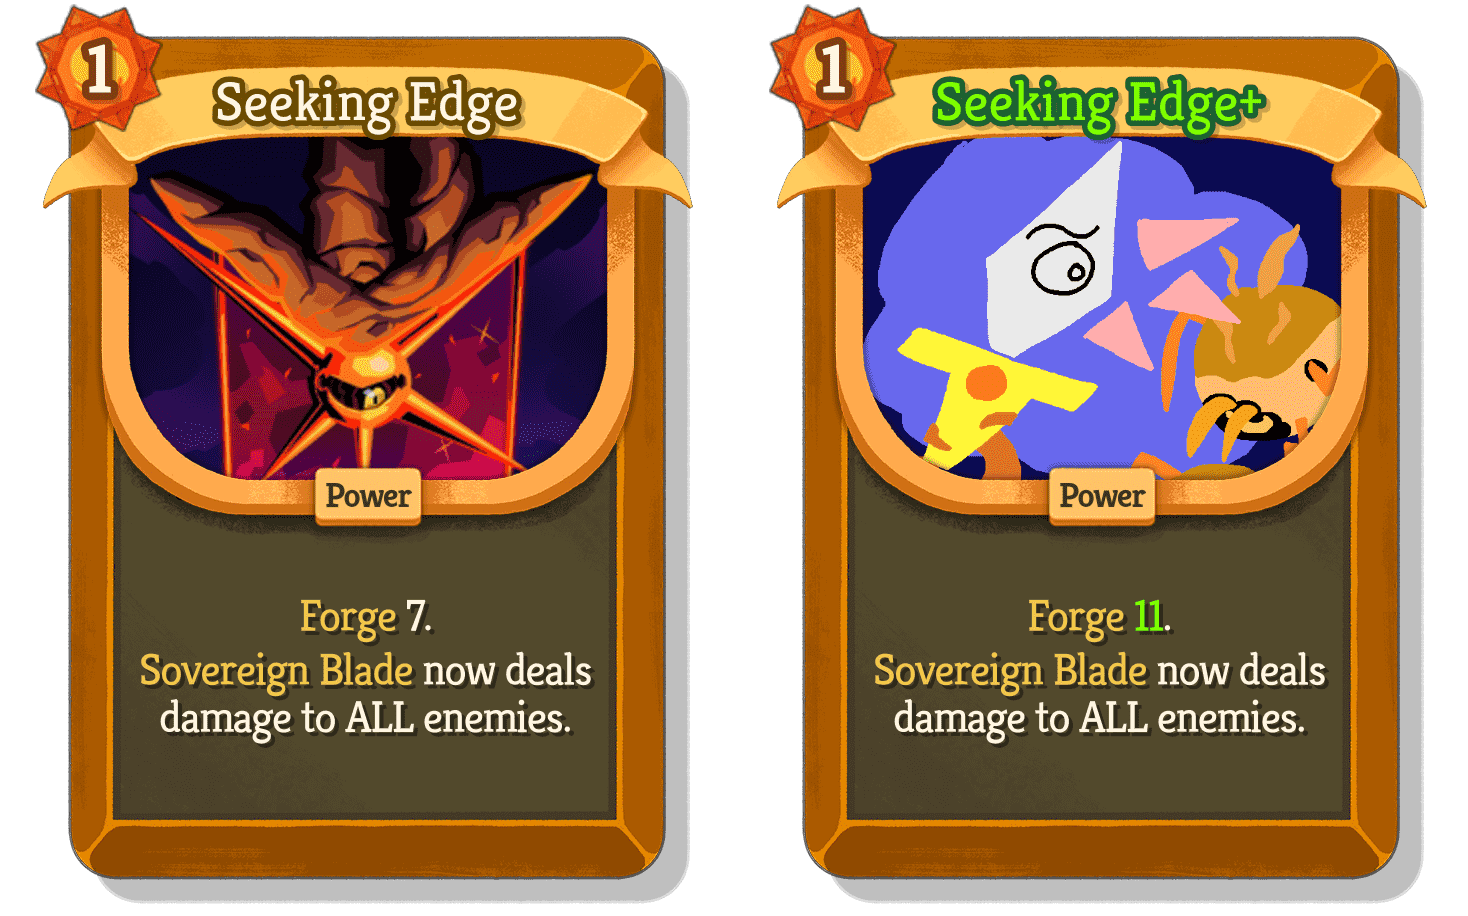 1
Seeking Edge
Power
Forge 7.
Sovereign Blade now deals
damage to ALL enemies.
1
Seeking Edge+
Power
Forge 11.
Sovereign Blade now deals
damage to ALL enemies.